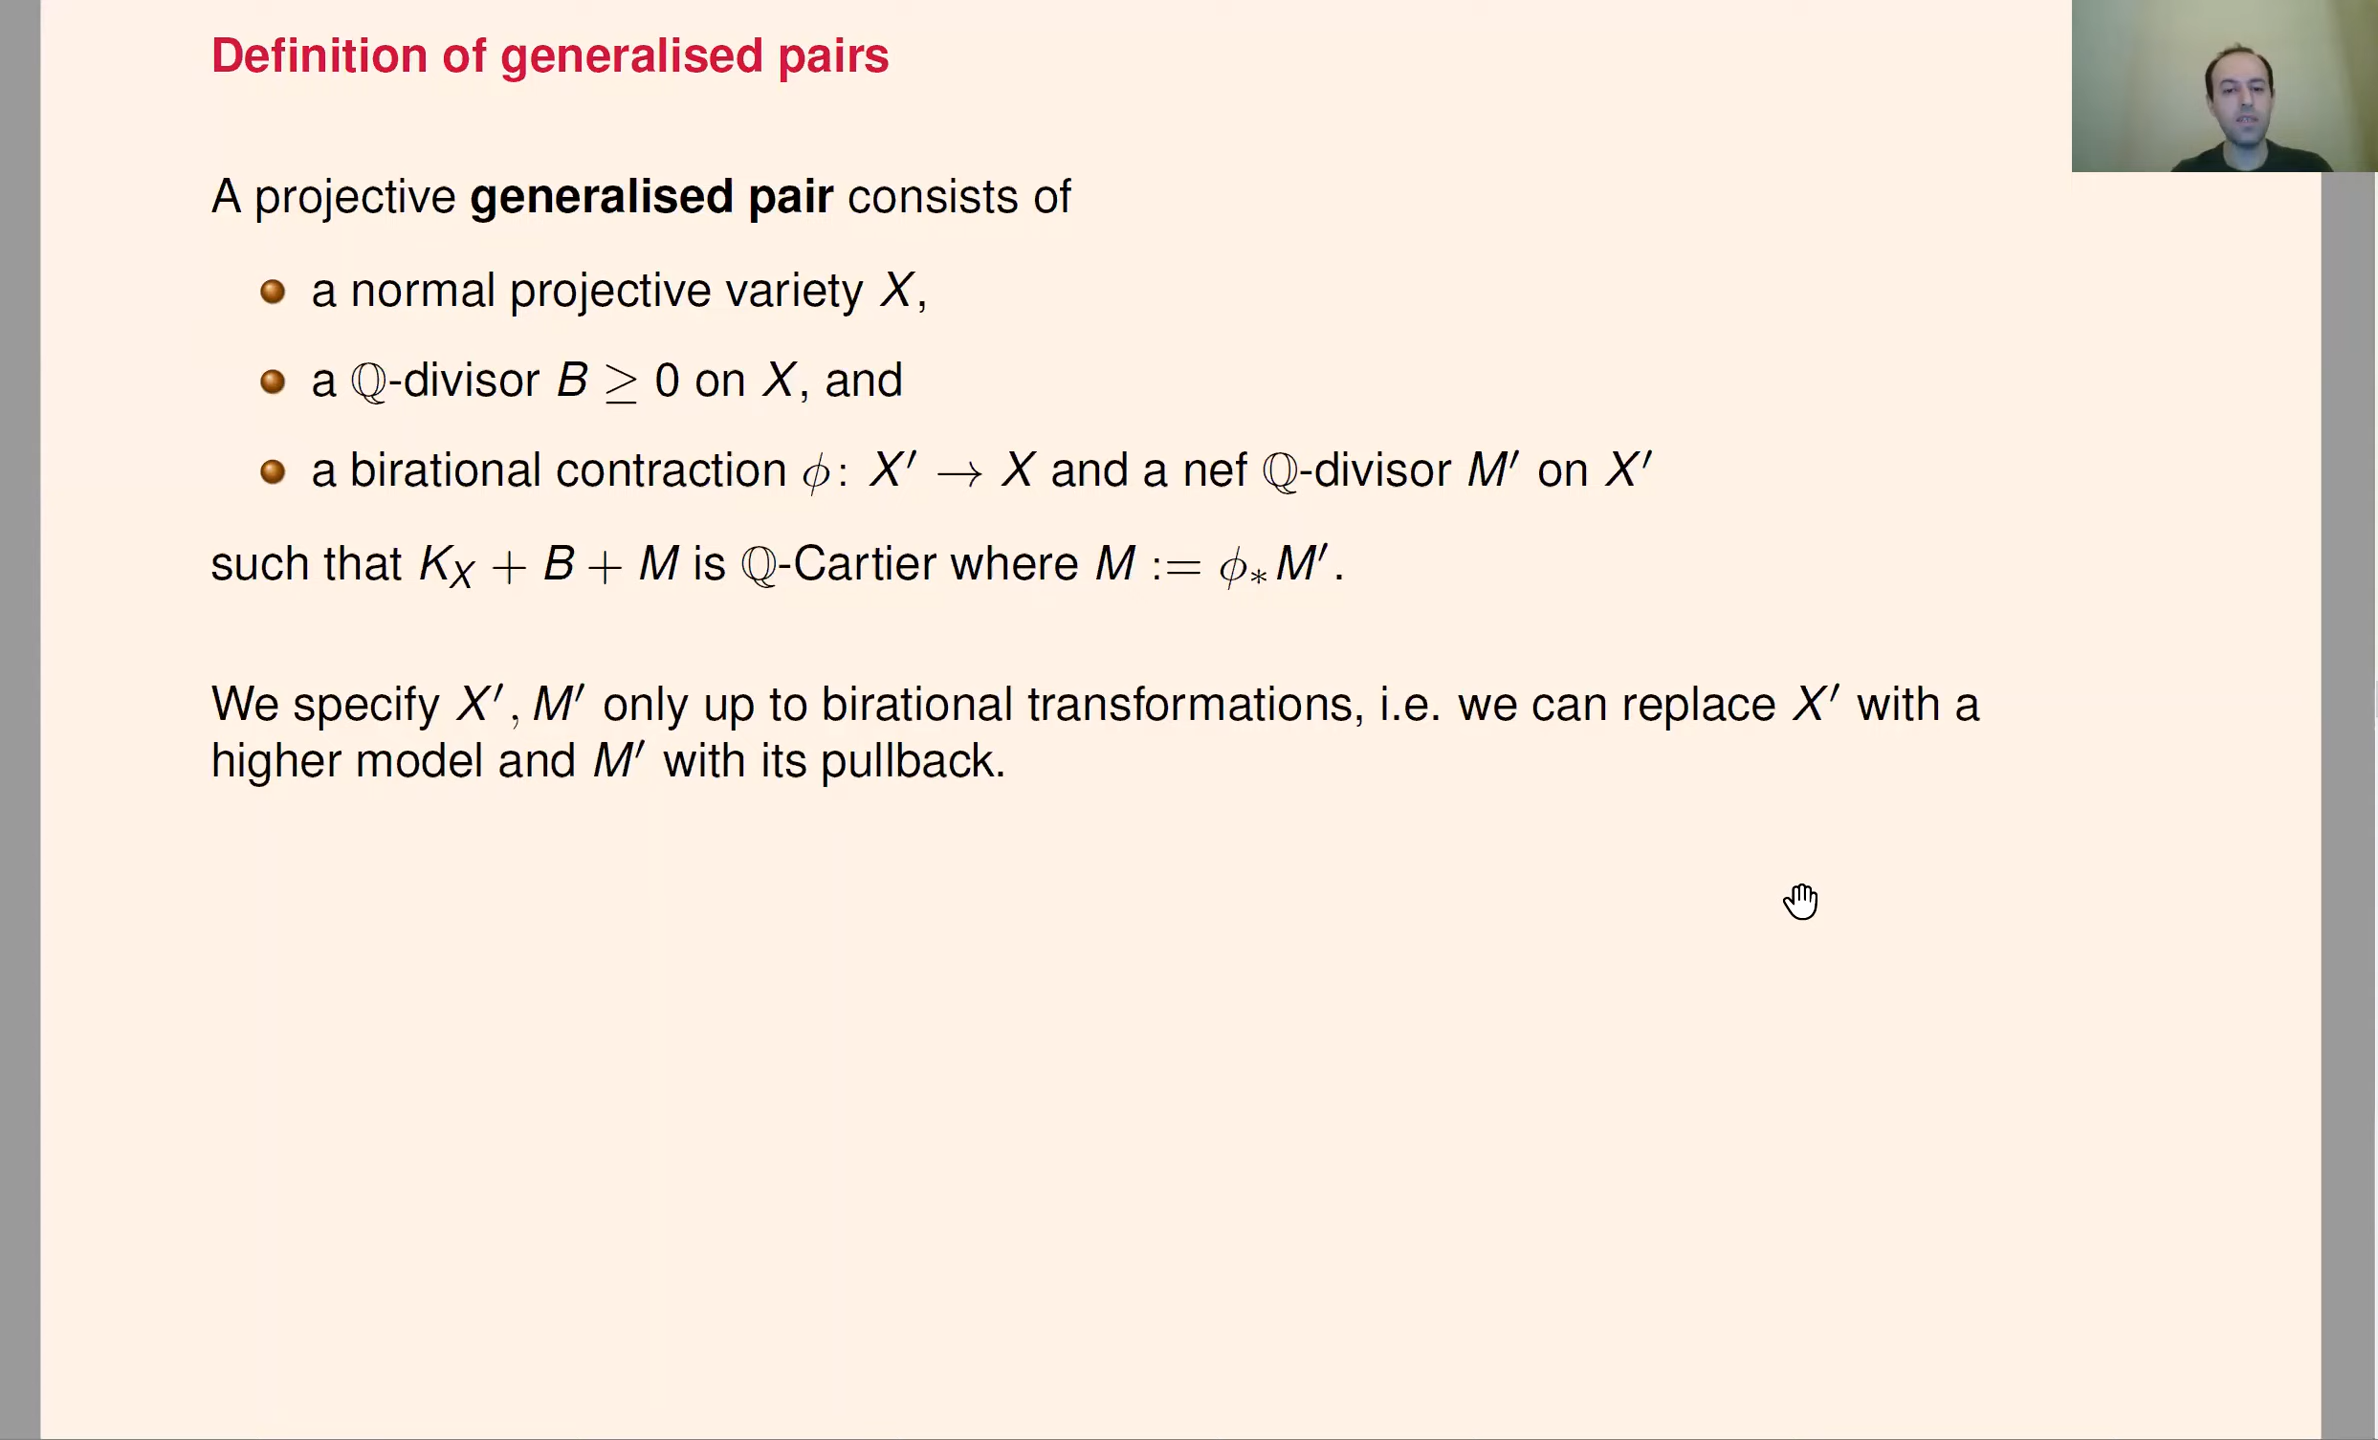 Definition of generalised pairs
A projective generalised pair consists of
a normal projective variety X,
a ℚ-divisor B ≥ 0 on X, and
a birational contraction ϕ: X′ → X and a nef ℚ-divisor M′ on X′
such that K_X + B + M is ℚ-Cartier where M := ϕ_*M′.
We specify X′, M′ only up to birational transformations, i.e. we can replace X′ with a
higher model and M′ with its pullback.